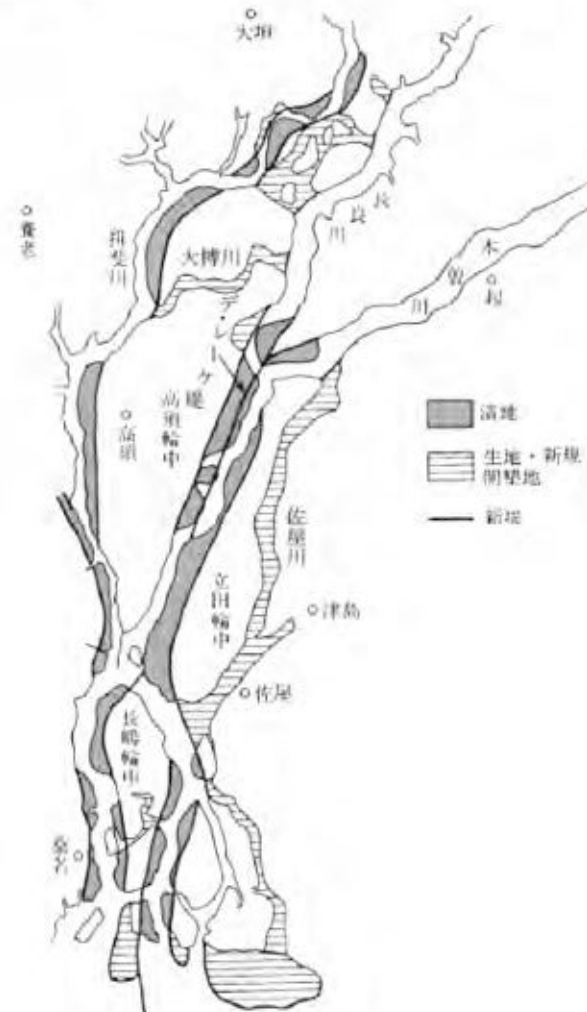 大垣
養老
揖斐川
大榑川
長良川
木曽川
起
デ・レーケ堤
高須輪中
高須
佐屋川
立田輪中
津島
佐屋
長嶋輪中
桑名
潰地
生地・新規
開墾地
新堤